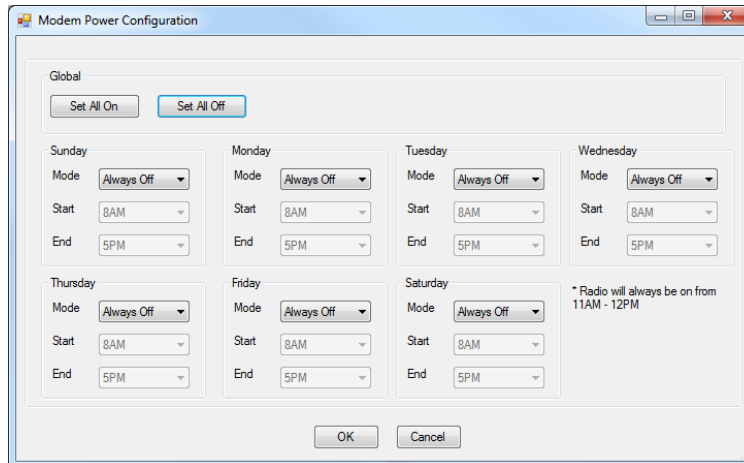 Modem Power Configuration
Global
Set All On
Set All Off
Sunday
Mode
Always Off
Start
8AM
End
5PM
Monday
Mode
Always Off
Start
8AM
End
5PM
Tuesday
Mode
Always Off
Start
8AM
End
5PM
Wednesday
Mode
Always Off
Start
8AM
End
5PM
Thursday
Mode
Always Off
Start
8AM
End
5PM
Friday
Mode
Always Off
Start
8AM
End
5PM
Saturday
Mode
Always Off
Start
8AM
End
5PM
* Radio will always be on from
11AM - 12PM
OK
Cancel